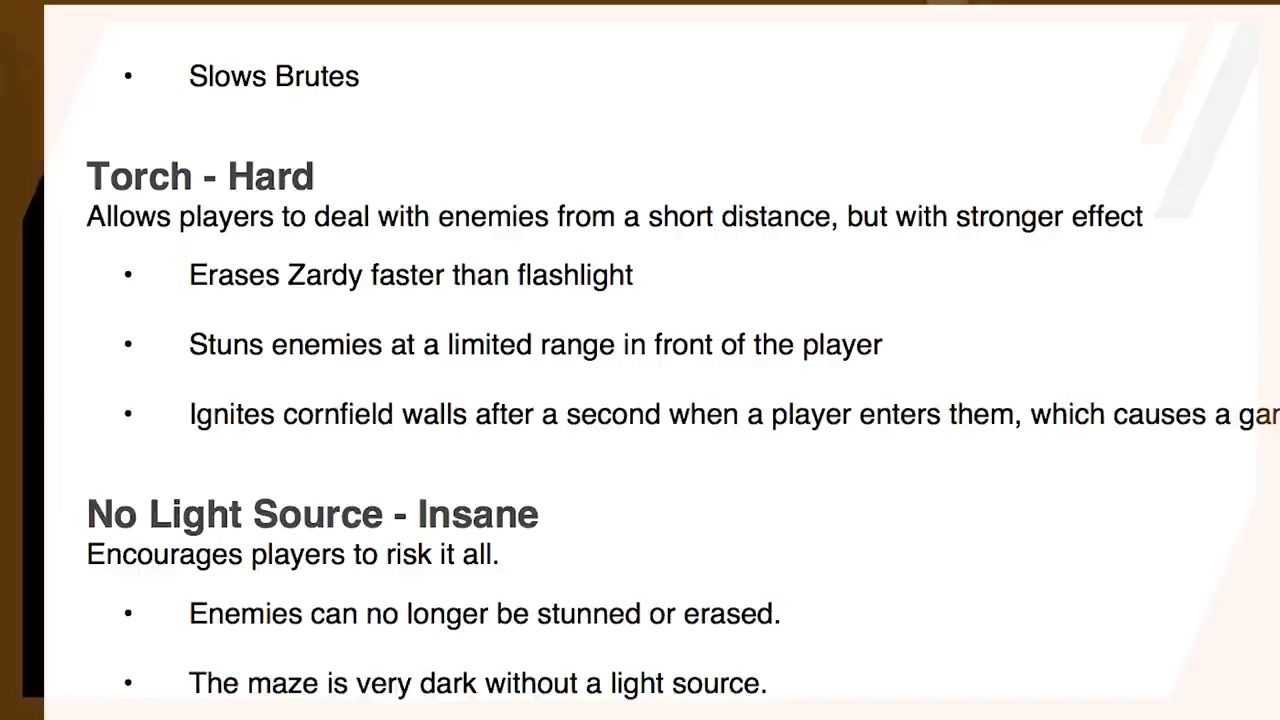 • Slows Brutes
Torch - Hard
Allows players to deal with enemies from a short distance, but with stronger effect
• Erases Zardy faster than flashlight
• Stuns enemies at a limited range in front of the player
• Ignites cornfield walls after a second when a player enters them, which causes a
No Light Source - Insane
Encourages players to risk it all.
• Enemies can no longer be stunned or erased.
• The maze is very dark without a light source.